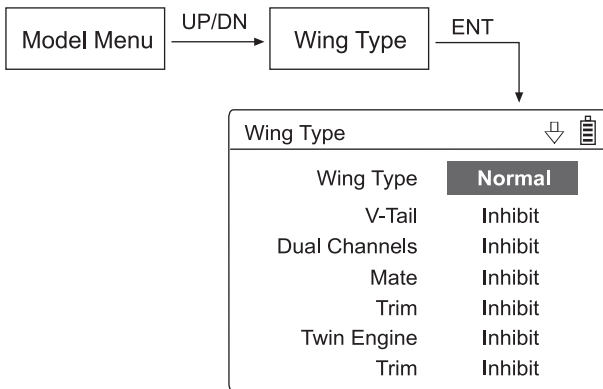 Model Menu
UP/DN
Wing Type
ENT
Wing Type
Wing Type Normal
V-Tail Inhibit
Dual Channels Inhibit
Mate Inhibit
Trim Inhibit
Twin Engine Inhibit
Trim Inhibit